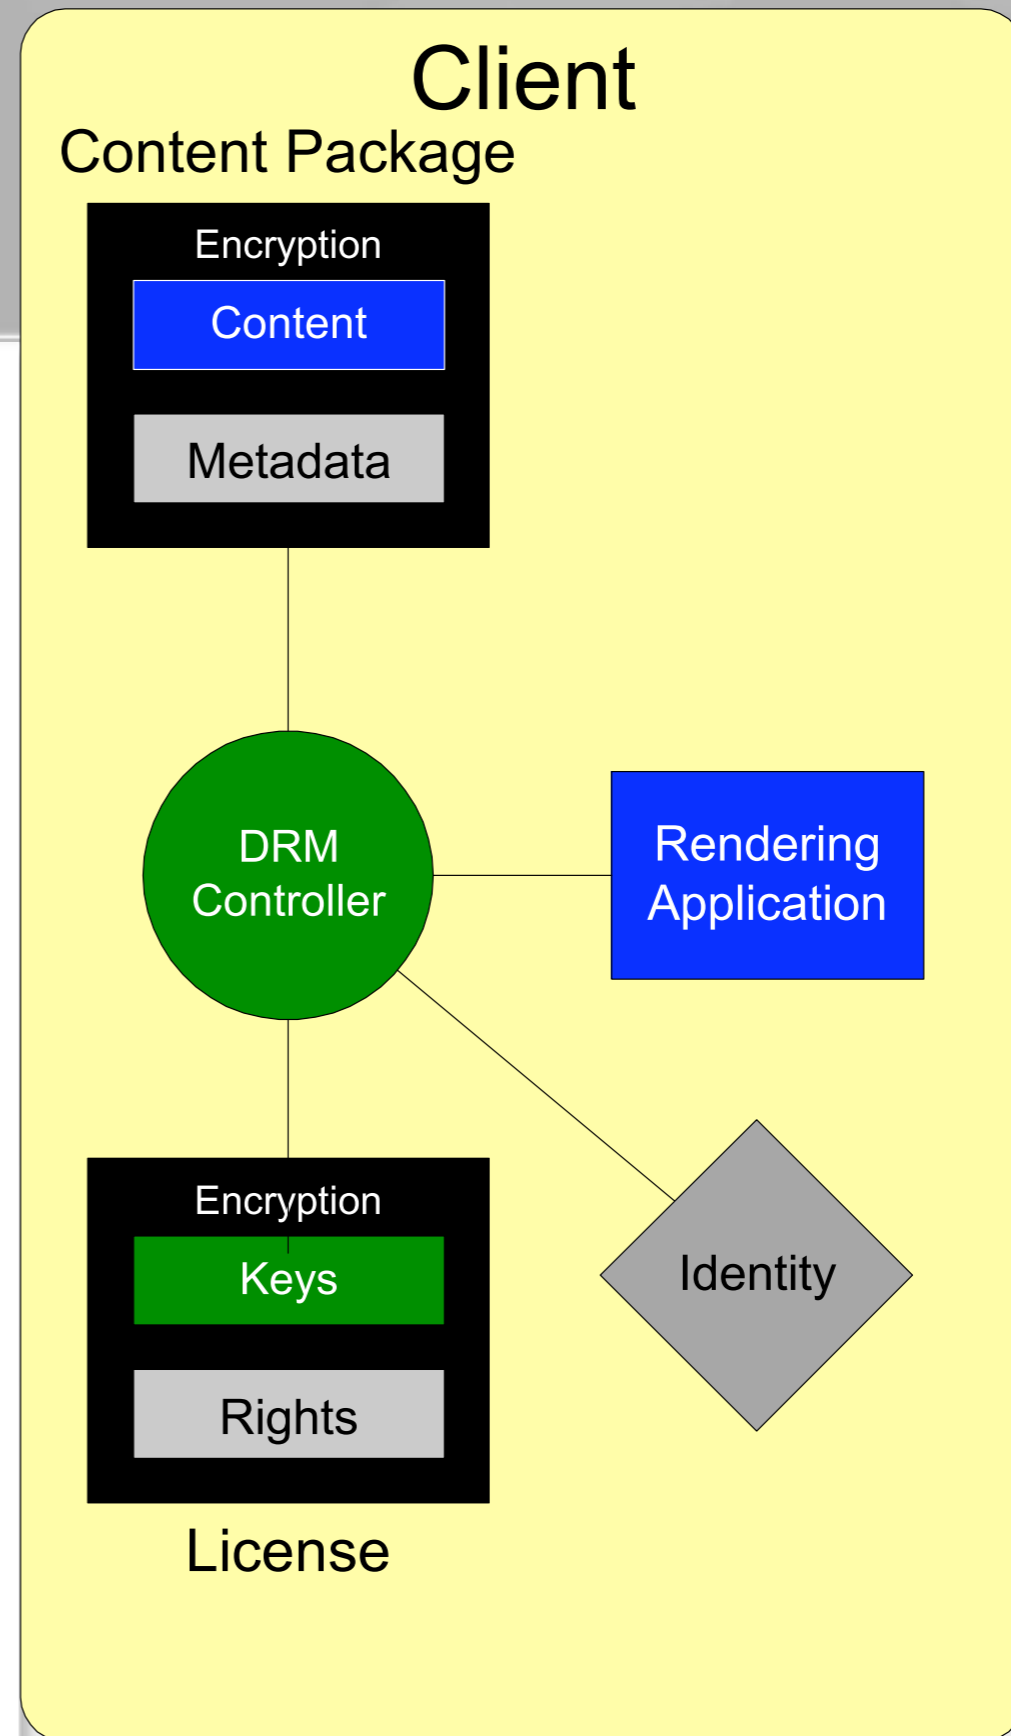 Client
Content Package
Encryption
Content
Metadata
DRM
Controller
Rendering
Application
Encryption
Keys
Rights
License
Identity